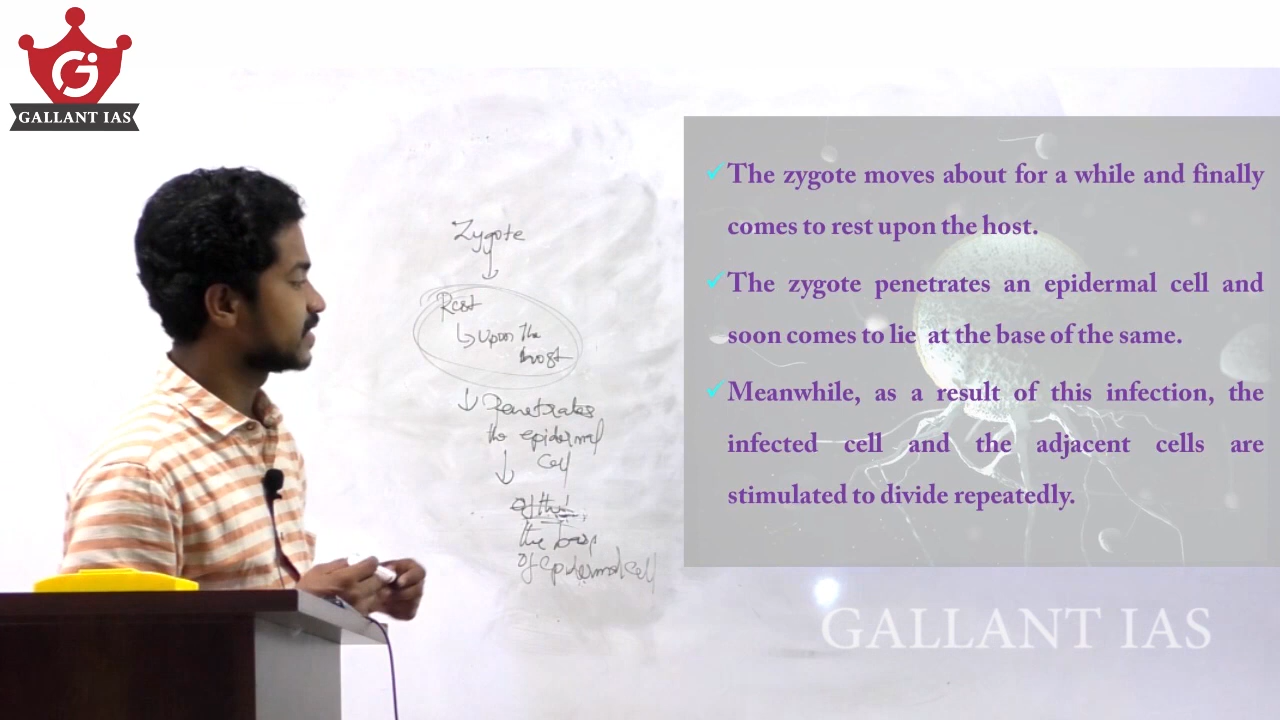 GALLANT IAS
Zygote
Rest
Upon the
host
Penetrates
the epidermal
cell
the base
of epidermal cell
The zygote moves about for a while and finally
comes to rest upon the host.
The zygote penetrates an epidermal cell and
soon comes to lie at the base of the same.
Meanwhile, as a result of this infection, the
infected cell and the adjacent cells are
stimulated to divide repeatedly.
GALLANT IAS